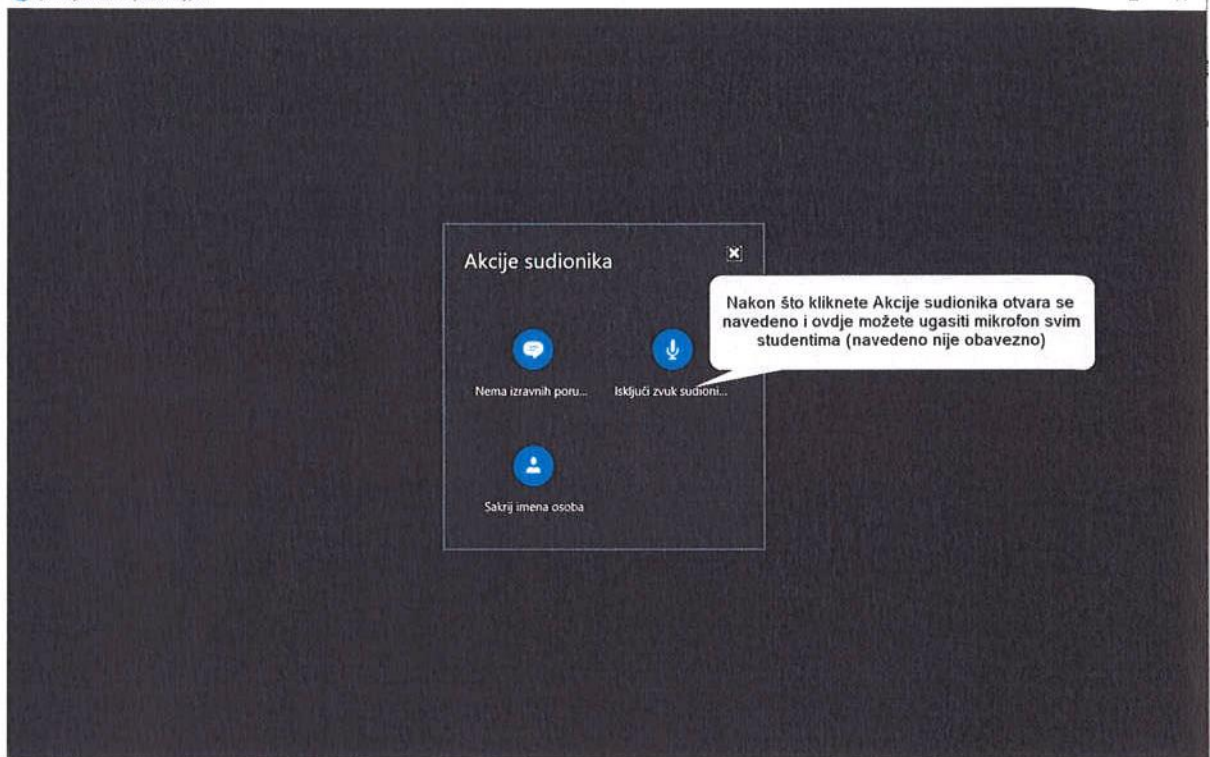 Akcije sudionika
Nakon što kliknete Akcije sudionika otvara se
navedeno i ovdje možete ugasiti mikrofon svim
studentima (navedeno nije obavezno)
Nema izravnih poru...
Isključi zvuk sudioni...
Sakrij imena osoba